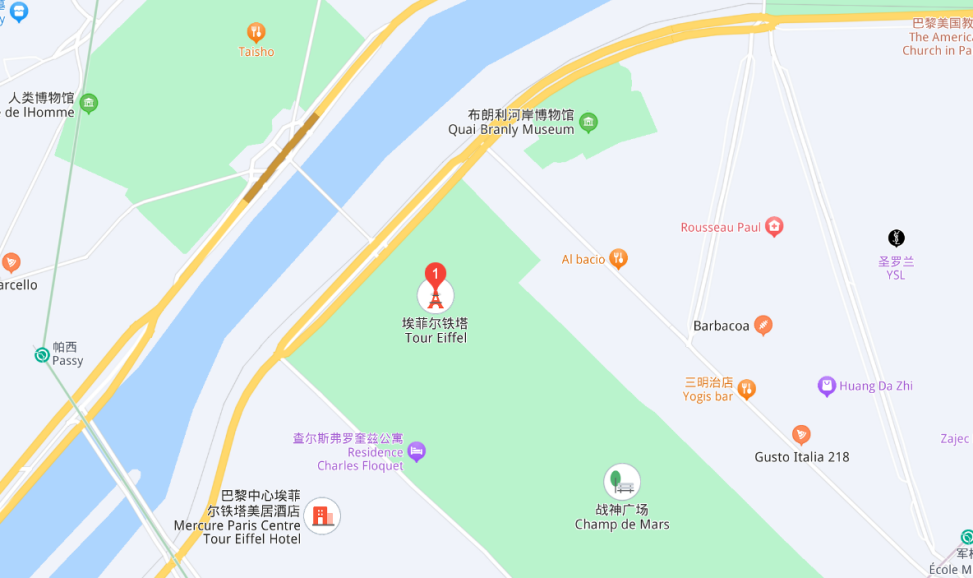 Taisho
巴黎美国教
The America
Church in Pa
人类博物馆
de lHomme
布朗利河岸博物馆
Quai Branly Museum
Rousseau Paul
Al bacio
圣罗兰
YSL
1
埃菲尔铁塔
Tour Eiffel
arcello
Barbacoa
帕西
Passy
三明治店
Yogis bar
Huang Da Zhi
查尔斯弗罗奎兹公寓
Residence
Charles Floquet
Gusto Italia 218
Zajec
巴黎中心埃菲
尔铁塔美居酒店
Mercure Paris Centre
Tour Eiffel Hotel
战神广场
Champ de Mars
École M